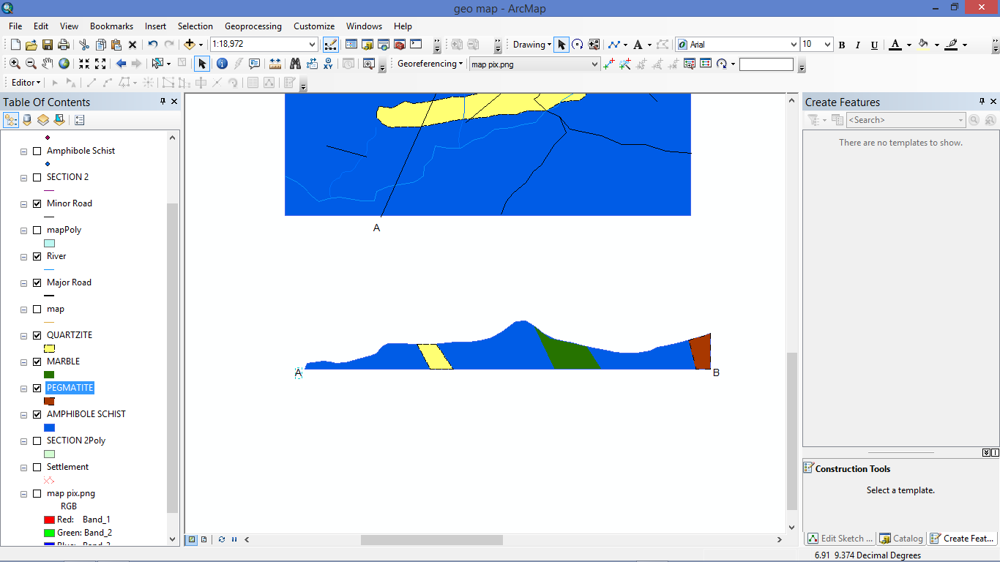 geo map - ArcMap
File Edit View Bookmarks Insert Selection Geoprocessing Customize Windows Help
1:18,972 Drawing A Arial 10 B I U A
Georeferencing map pix.png
Editor
Table Of Contents
Amphibole Schist
SECTION 2
Minor Road
mapPoly
River
Major Road
map
QUARTZITE
MARBLE
PEGMATITE
AMPHIBOLE SCHIST
SECTION 2Poly
Settlement
map pix.png
RGB
Red: Band_1
Green: Band_2
A
A
B
Create Features
<Search>
There are no templates to show.
Construction Tools
Select a template.
Edit Sketch ... Catalog Create Feat...
6.91 9.374 Decimal Degrees